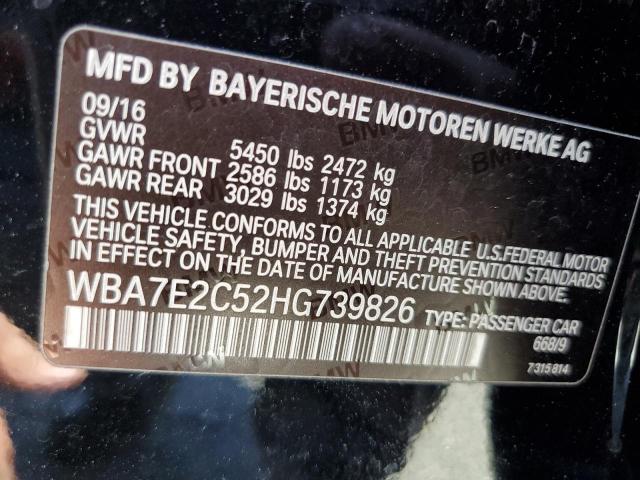 MFD BY BAYERISCHE MOTOREN WERKE AG
09/16
GVWR 5450 lbs 2472 kg
GAWR FRONT 2586 lbs 1173 kg
GAWR REAR 3029 lbs 1374 kg
THIS VEHICLE CONFORMS TO ALL APPLICABLE U.S. FEDERAL MOTOR
VEHICLE SAFETY, BUMPER AND THEFT PREVENTION STANDARDS
IN EFFECT ON THE DATE OF MANUFACTURE SHOWN ABOVE.
WBA7E2C52HG739826 TYPE: PASSENGER CAR
668/9
7 315 814